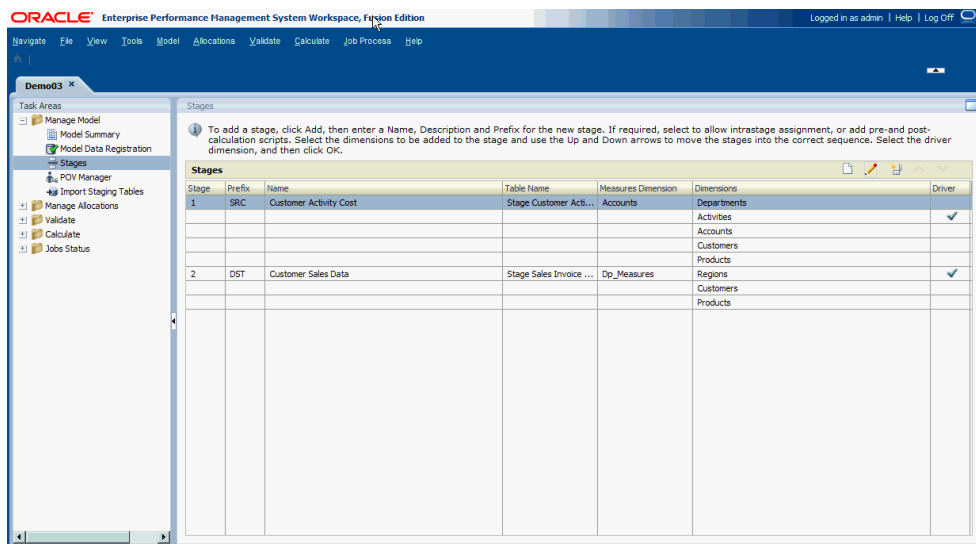 ORACLE Enterprise Performance Management System Workspace, Fusion Edition
Logged in as admin | Help | Log Off
Navigate File View Tools Model Allocations Validate Calculate Job Process Help
Demo03
Task Areas
Manage Model
Model Summary
Model Data Registration
Stages
POV Manager
Import Staging Tables
Manage Allocations
Validate
Calculate
Jobs Status
Stages
To add a stage, click Add, then enter a Name, Description and Prefix for the new stage. If required, select to allow intrastage assignment, or add pre-and post-
calculation scripts. Select the dimensions to be added to the stage and use the Up and Down arrows to move the stages into the correct sequence. Select the driver
dimension, and then click OK.
Stages
Stage Prefix Name Table Name Measures Dimension Dimensions Driver
1 SRC Customer Activity Cost Stage Customer Acti... Accounts Departments
Activities
Accounts
Customers
Products
2 DST Customer Sales Data Stage Sales Invoice ... Dp_Measures Regions
Customers
Products